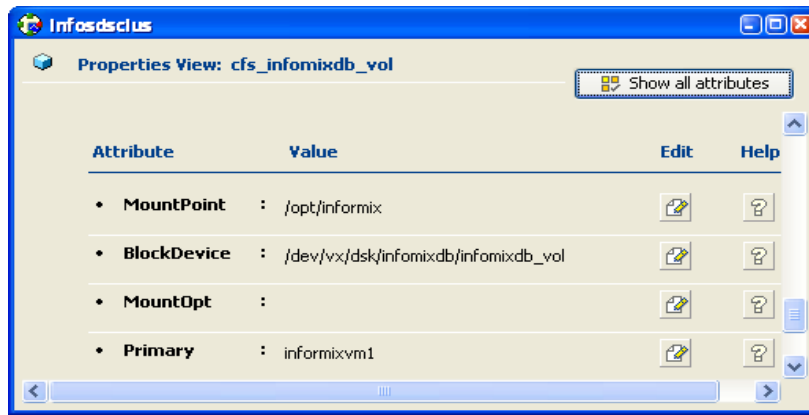 Infosdsclus
Properties View: cfs_infomixdb_vol
Show all attributes
Attribute Value Edit Help
• MountPoint : /opt/informix
• BlockDevice : /dev/vx/dsk/infomixdb/infomixdb_vol
• MountOpt :
• Primary : informixvm1